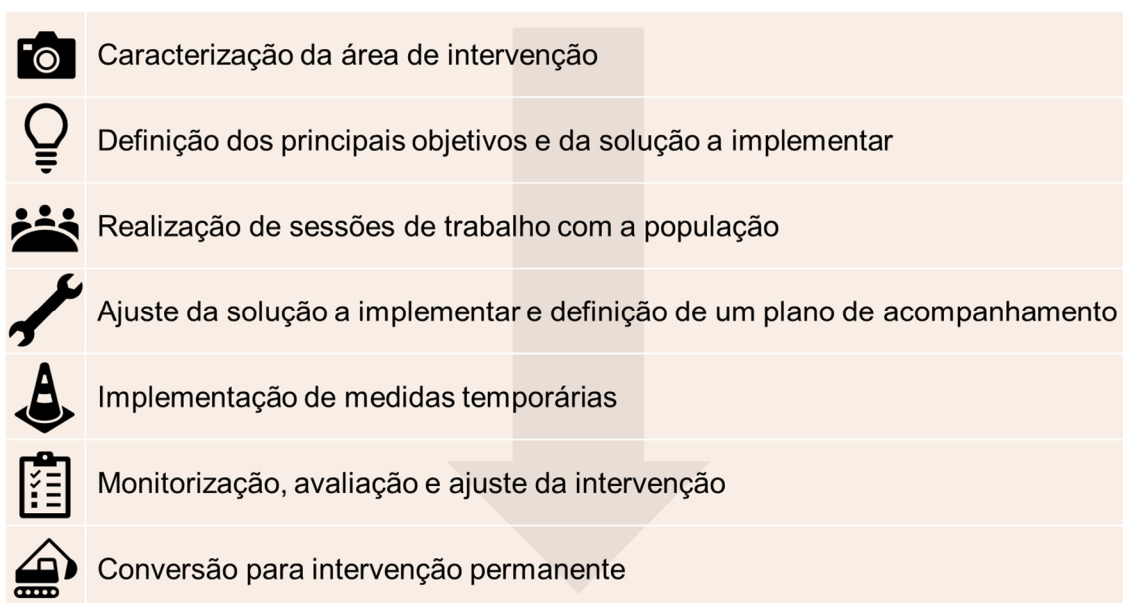 Caracterização da área de intervenção
Definição dos principais objetivos e da solução a implementar
Realização de sessões de trabalho com a população
Ajuste da solução a implementar e definição de um plano de acompanhamento
Implementação de medidas temporárias
Monitorização, avaliação e ajuste da intervenção
Conversão para intervenção permanente